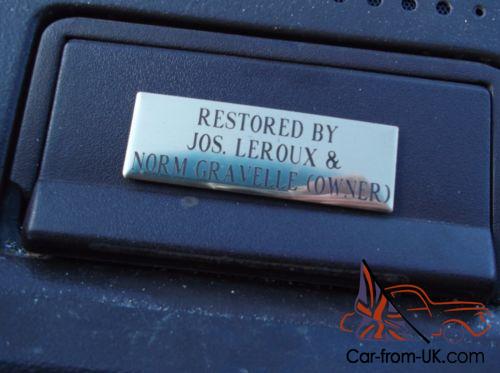 RESTORED BY
JOS. LEROUX &
NORM GRAVELLE (OWNER)
Car-from-UK.com